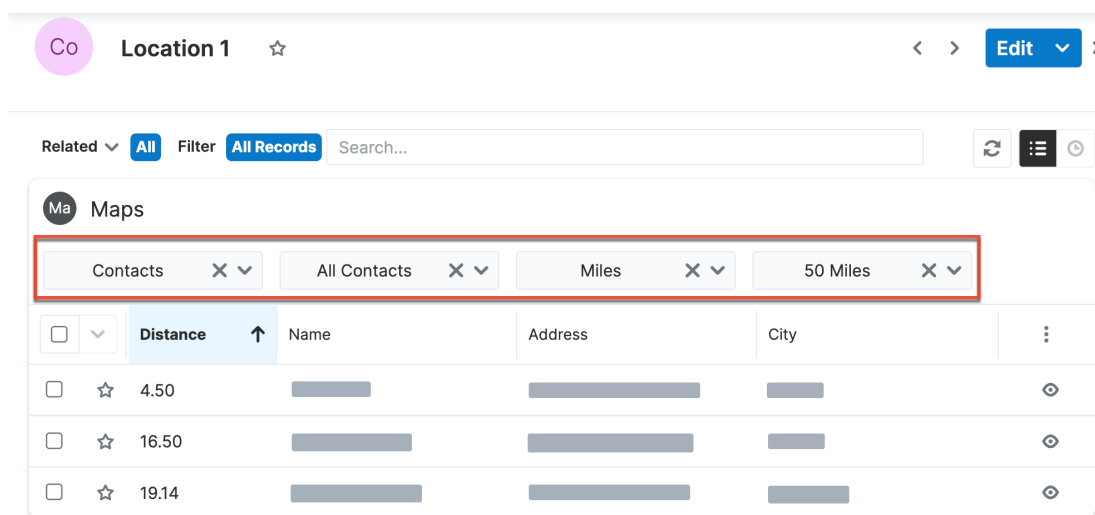 Co Location 1 Edit
Related All Filter All Records Search...
Ma Maps
Contacts All Contacts Miles 50 Miles
Distance Name Address City
4.50
16.50
19.14